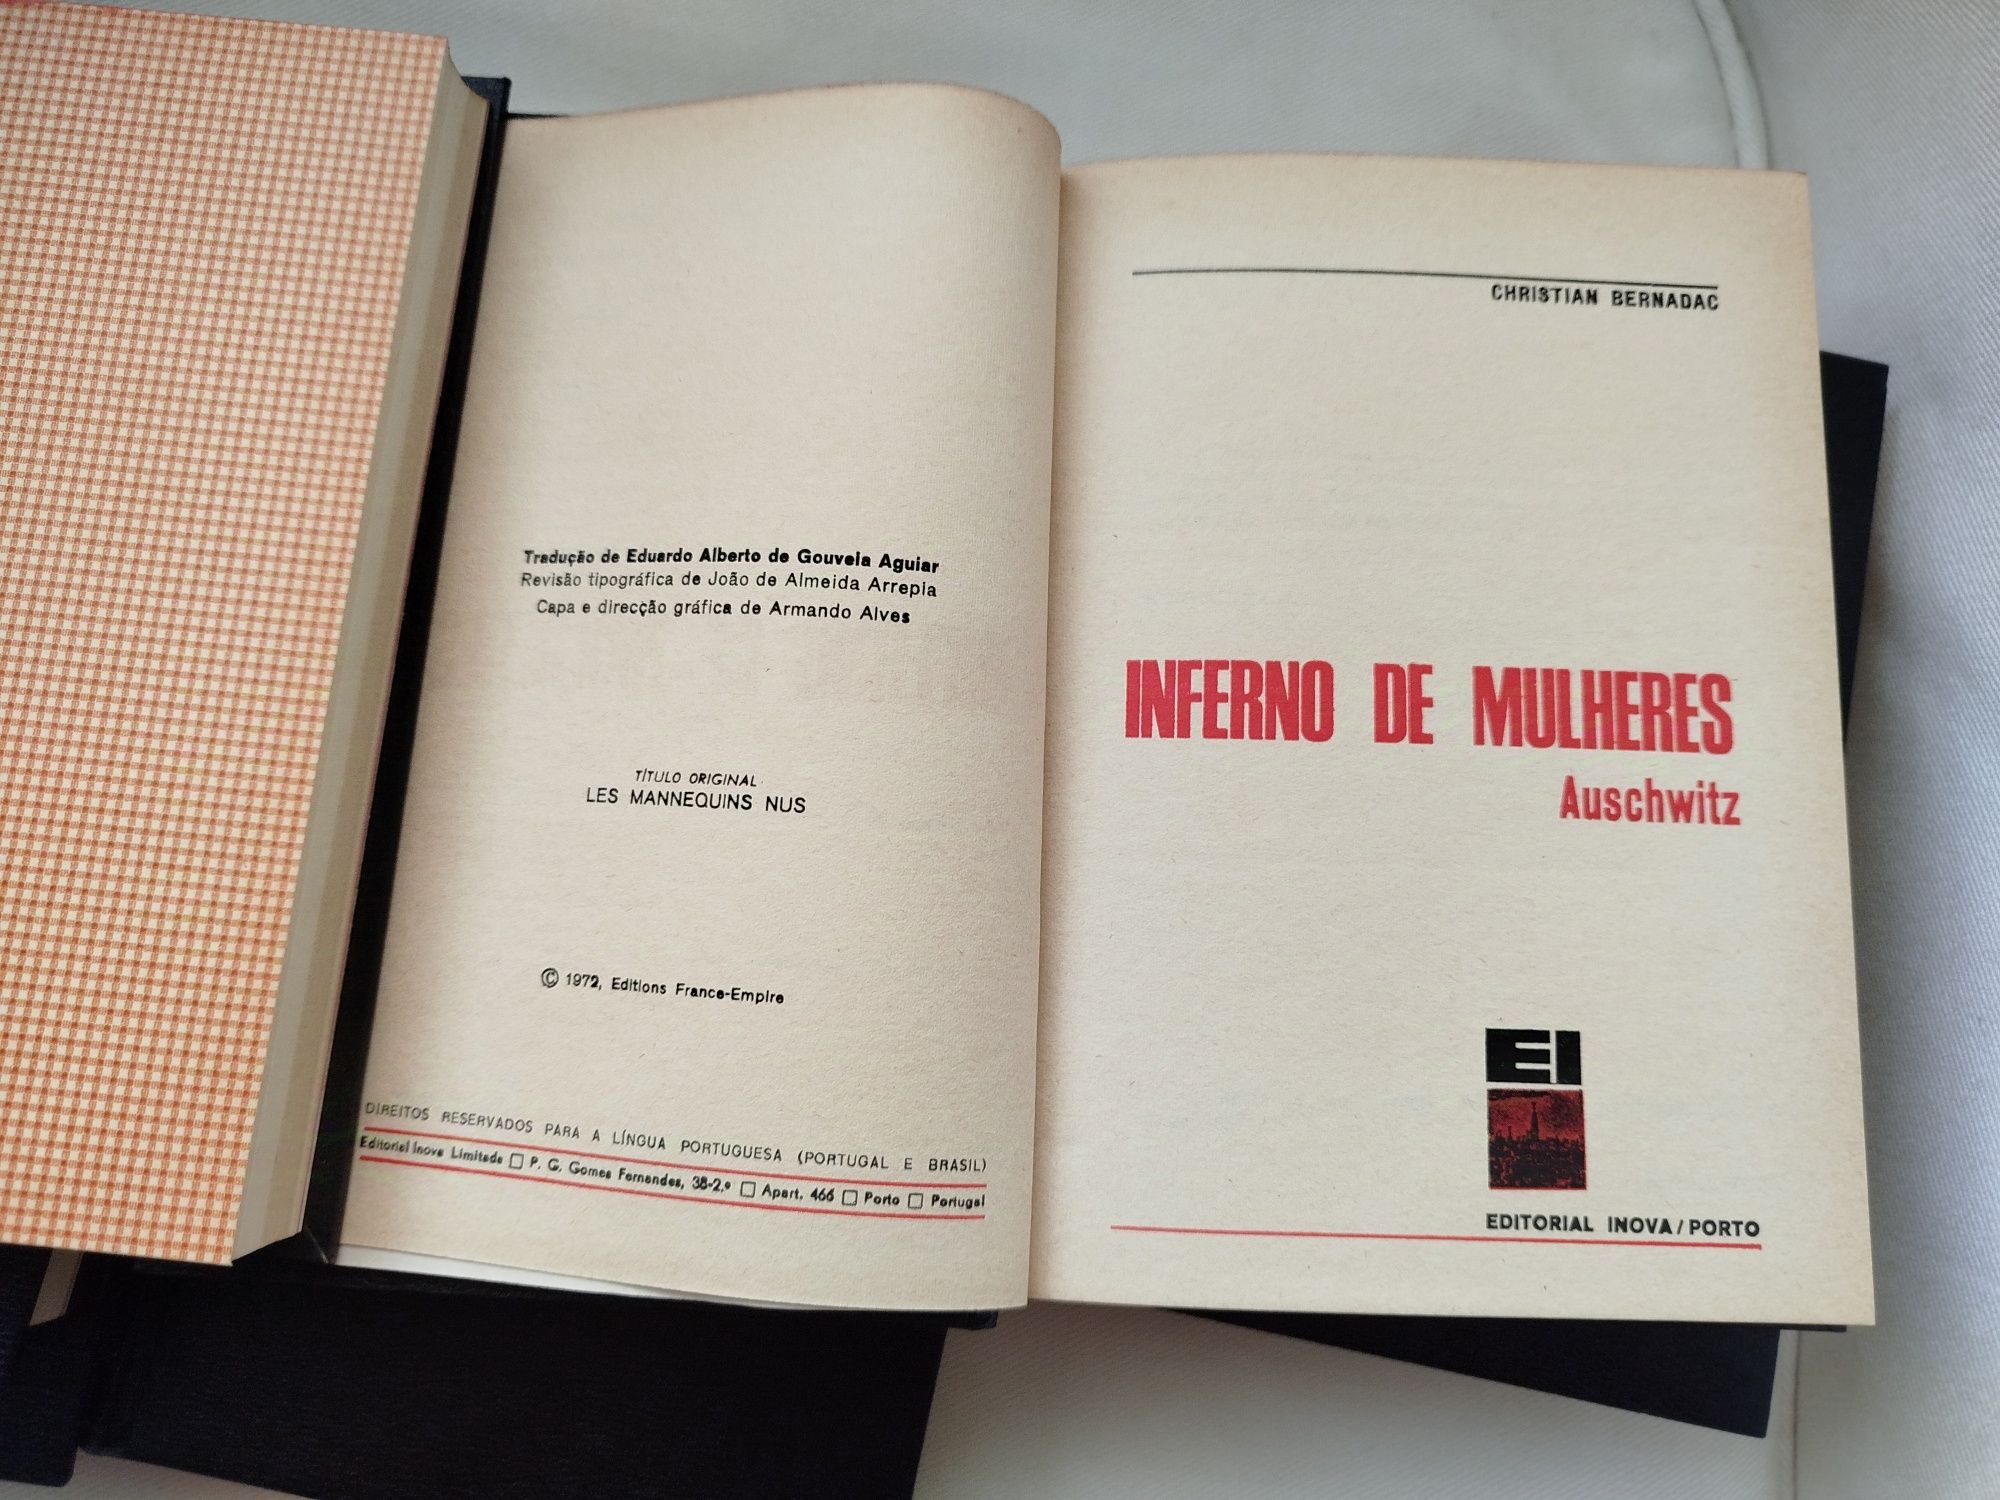 Tradução de Eduardo Alberto de Gouveia Aguiar
Revisão tipográfica de João de Almeida Arrepia
Capa e direcção gráfica de Armando Alves
TÍTULO ORIGINAL
LES MANNEQUINS NUS
© 1972, Editions France-Empire
DIREITOS RESERVADOS PARA A LÍNGUA PORTUGUESA (PORTUGAL E BRASIL)
Editorial Inova Limitada □ P. G. Gomes Fernandes, 38-2.º □ Apart. 466 □ Porto □ Portugal
CHRISTIAN BERNADAC
INFERNO DE MULHERES
Auschwitz
EI
EDITORIAL INOVA/PORTO